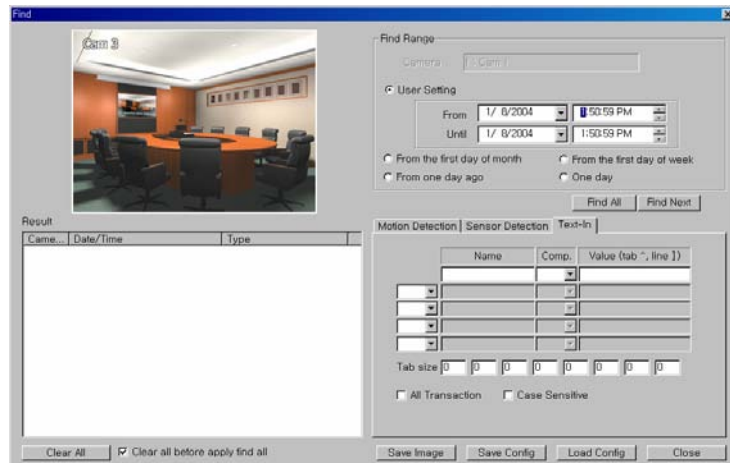 Find
Cam 3
Find Range
Camera 1: Cam 1
User Setting
From 1/ 8/2004 1:50:59 PM
Until 1/ 8/2004 1:50:59 PM
From the first day of month From the first day of week
From one day ago One day
Find All Find Next
Result
Came... Date/Time Type
Motion Detection Sensor Detection Text-In
Name Comp. Value (tab ^, line ])
Tab size 0 0 0 0 0 0 0 0
All Transaction Case Sensitive
Clear All Clear all before apply find all Save Image Save Config Load Config Close